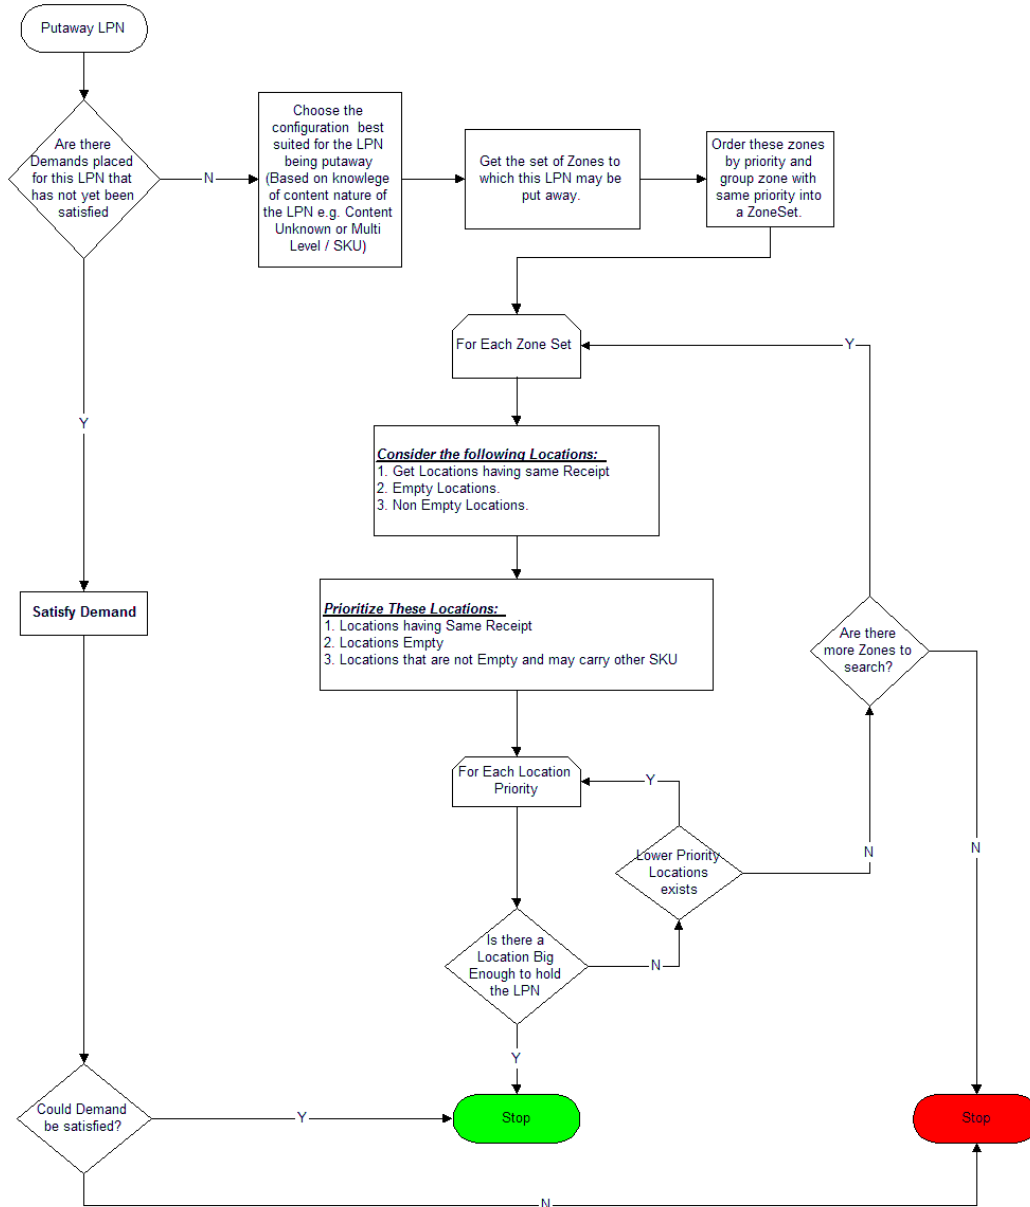 Putaway LPN
Are there
Demands placed
for this LPN that
has not yet been
satisfied
N
Choose the
configuration best
suited for the LPN
being putaway
(Based on knowlege
of content nature of
the LPN e.g. Content
Unknown or Multi
Level / SKU)
Get the set of Zones to
which this LPN may be
put away.
Order these zones
by priority and
group zone with
same priority into
a ZoneSet.
For Each Zone Set
Y
Y
Consider the following Locations:
1. Get Locations having same Receipt
2. Empty Locations.
3. Non Empty Locations.
Satisfy Demand
Prioritize These Locations:
1. Locations having Same Receipt
2. Locations Empty
3. Locations that are not Empty and may carry other SKU
Are there
more Zones to
search?
For Each Location
Priority
Y
Lower Priority
Locations
exists
N
N
Is there a
Location Big
Enough to hold
the LPN
N
Y
Could Demand
be satisfied?
Y
Stop
Stop
N